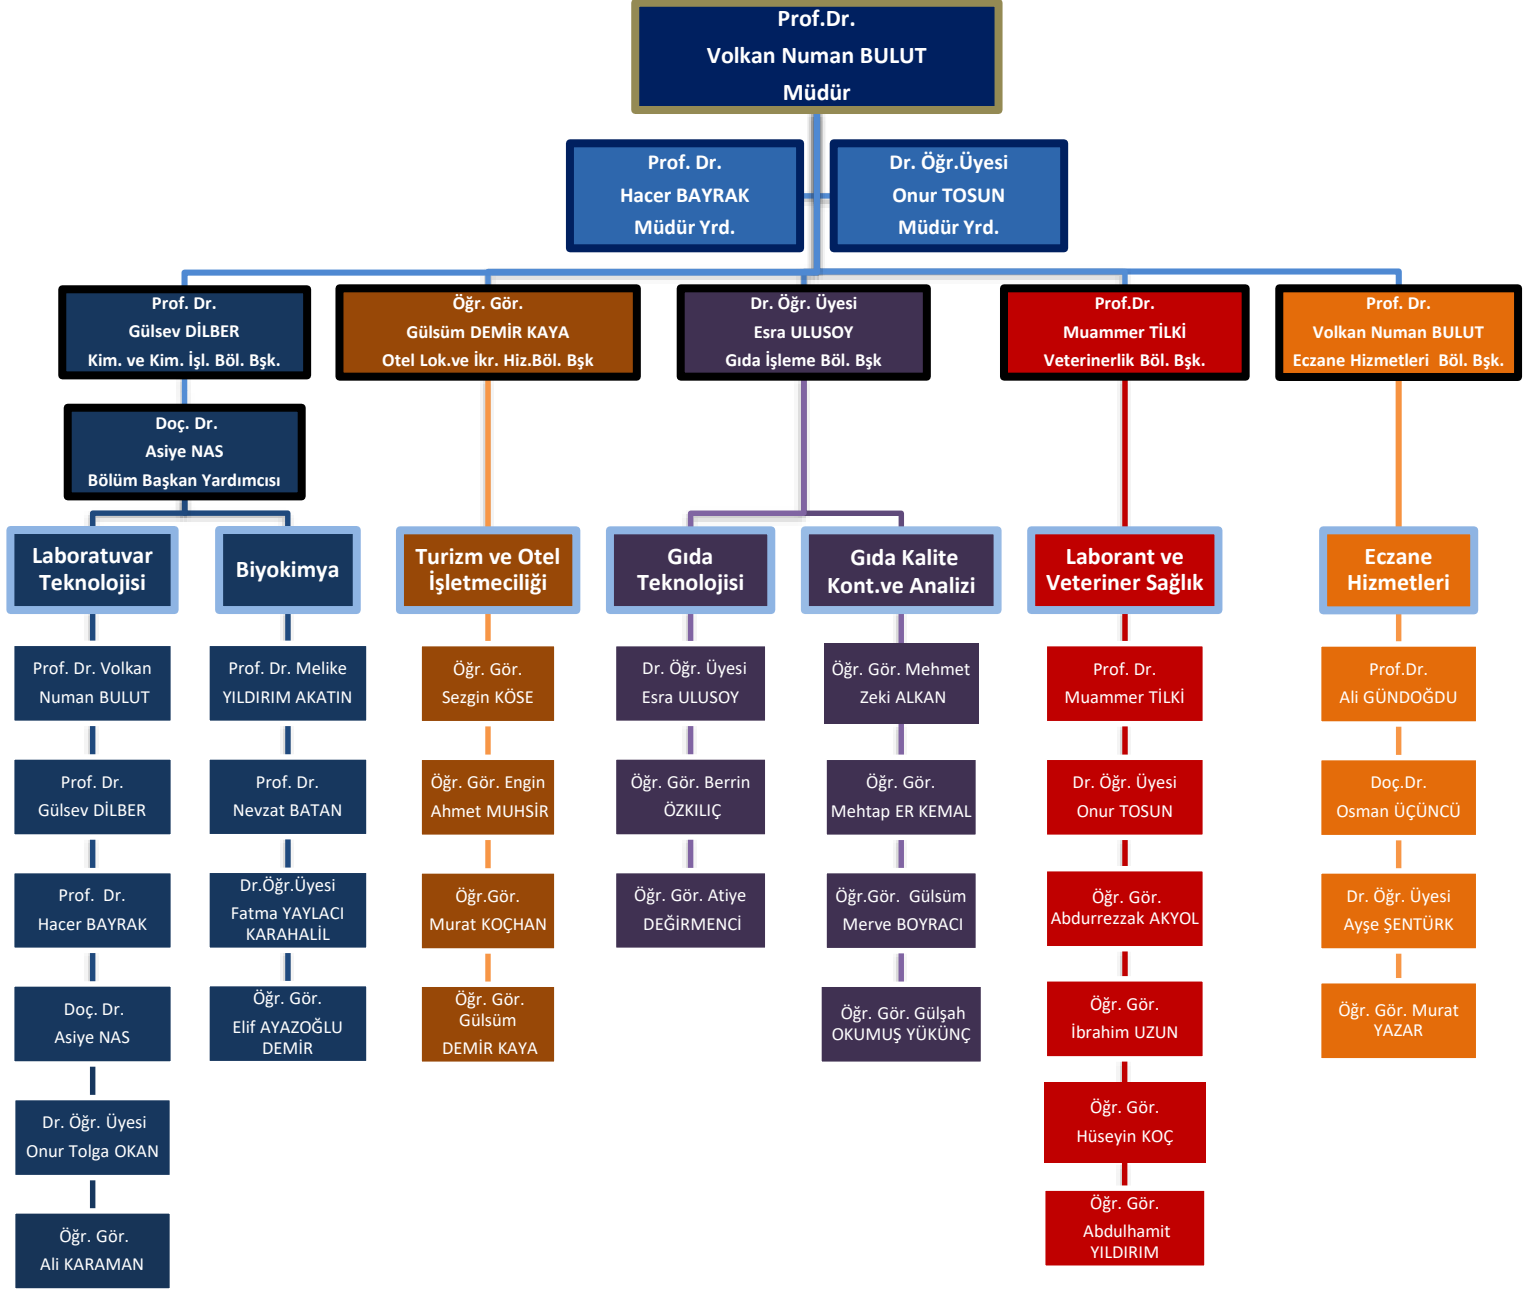 Prof.Dr.
Volkan Numan BULUT
Müdür
Prof. Dr.
Hacer BAYRAK
Müdür Yrd.
Dr. Öğr.Üyesi
Onur TOSUN
Müdür Yrd.
Prof. Dr.
Gülsev DİLBER
Kim. ve Kim. İşl. Böl. Bşk.
Öğr. Gör.
Gülsüm DEMİR KAYA
Otel Lok.ve İkr. Hiz.Böl. Bşk
Dr. Öğr. Üyesi
Esra ULUSOY
Gıda İşleme Böl. Bşk
Prof.Dr.
Muammer TİLKİ
Veterinerlik Böl. Bşk.
Prof. Dr.
Volkan Numan BULUT
Eczane Hizmetleri  Böl. Bşk.
Doç. Dr.
Asiye NAS
Bölüm Başkan Yardımcısı
Laboratuvar
Teknolojisi
Prof. Dr. Volkan
Numan BULUT
Prof. Dr.
Gülsev DİLBER
Prof.  Dr.
Hacer BAYRAK
Doç. Dr.
Asiye NAS
Dr. Öğr. Üyesi
Onur Tolga OKAN
Öğr. Gör.
Ali KARAMAN
Biyokimya
Prof. Dr. Melike
YILDIRIM AKATIN
Prof. Dr.
Nevzat BATAN
Dr.Öğr.Üyesi
Fatma YAYLACI
KARAHALİL
Öğr. Gör.
Elif AYAZOĞLU
DEMİR
Turizm ve Otel
İşletmeciliği
Öğr. Gör.
Sezgin KÖSE
Öğr. Gör. Engin
Ahmet MUHSİR
Öğr.Gör.
Murat KOÇHAN
Öğr. Gör.
Gülsüm
DEMİR KAYA
Gıda
Teknolojisi
Dr. Öğr. Üyesi
Esra ULUSOY
Öğr. Gör. Berrin
ÖZKILIÇ
Öğr. Gör. Atiye
DEĞİRMENCİ
Gıda Kalite
Kont.ve Analizi
Öğr. Gör. Mehmet
Zeki ALKAN
Öğr. Gör.
Mehtap ER KEMAL
Öğr.Gör.  Gülsüm
Merve BOYRACI
Öğr. Gör. Gülşah
OKUMUŞ YÜKÜNÇ
Laborant ve
Veteriner Sağlık
Prof. Dr.
Muammer TİLKİ
Dr. Öğr. Üyesi
Onur TOSUN
Öğr. Gör.
Abdurrezzak AKYOL
Öğr. Gör.
İbrahim UZUN
Öğr. Gör.
Hüseyin KOÇ
Öğr. Gör.
Abdulhamit
YILDIRIM
Eczane
Hizmetleri
Prof.Dr.
Ali GÜNDOĞDU
Doç.Dr.
Osman ÜÇÜNCÜ
Dr. Öğr. Üyesi
Ayşe ŞENTÜRK
Öğr. Gör. Murat
YAZAR